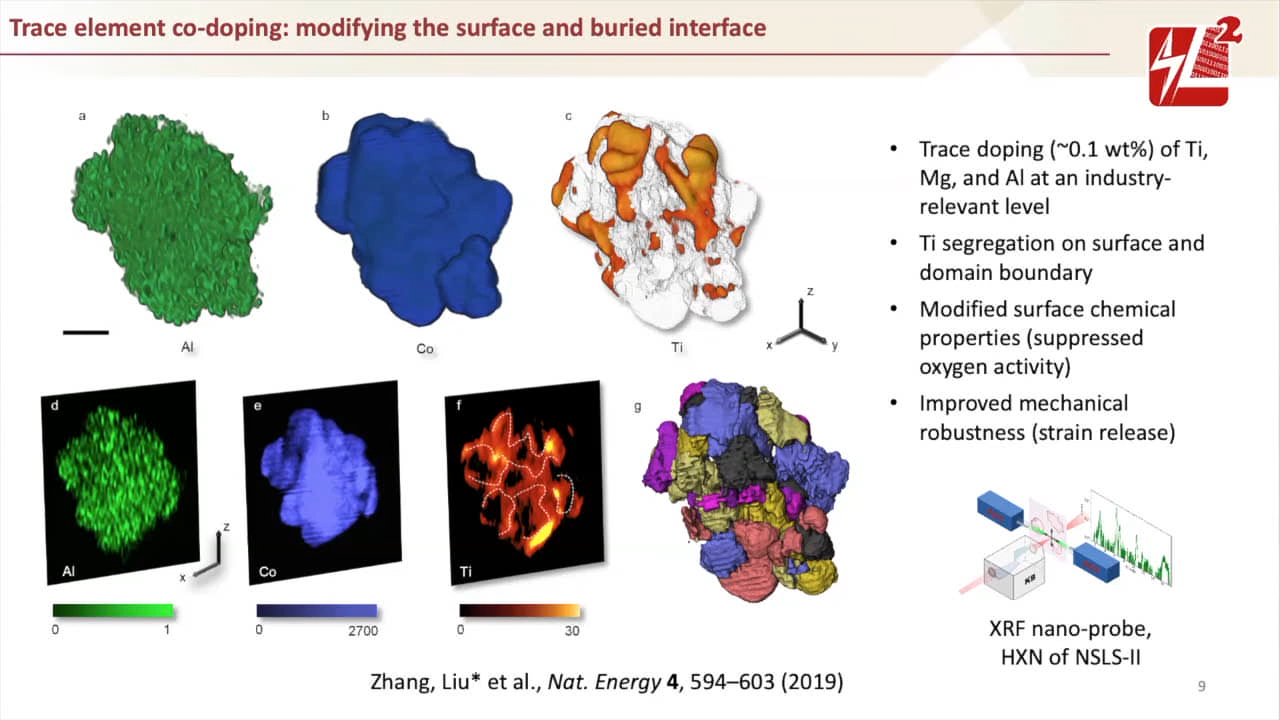 Trace element co-doping: modifying the surface and buried interface
a
b
c
Al
Co
Ti
z
x
y
d
e
f
g
Al
z
x
Co
Ti
0
1
0
2700
0
30
• Trace doping (~0.1 wt%) of Ti,
Mg, and Al at an industry-
relevant level
• Ti segregation on surface and
domain boundary
• Modified surface chemical
properties (suppressed
oxygen activity)
• Improved mechanical
robustness (strain release)
KB
XRF nano-probe,
HXN of NSLS-II
Zhang, Liu* et al., Nat. Energy 4, 594–603 (2019)
9